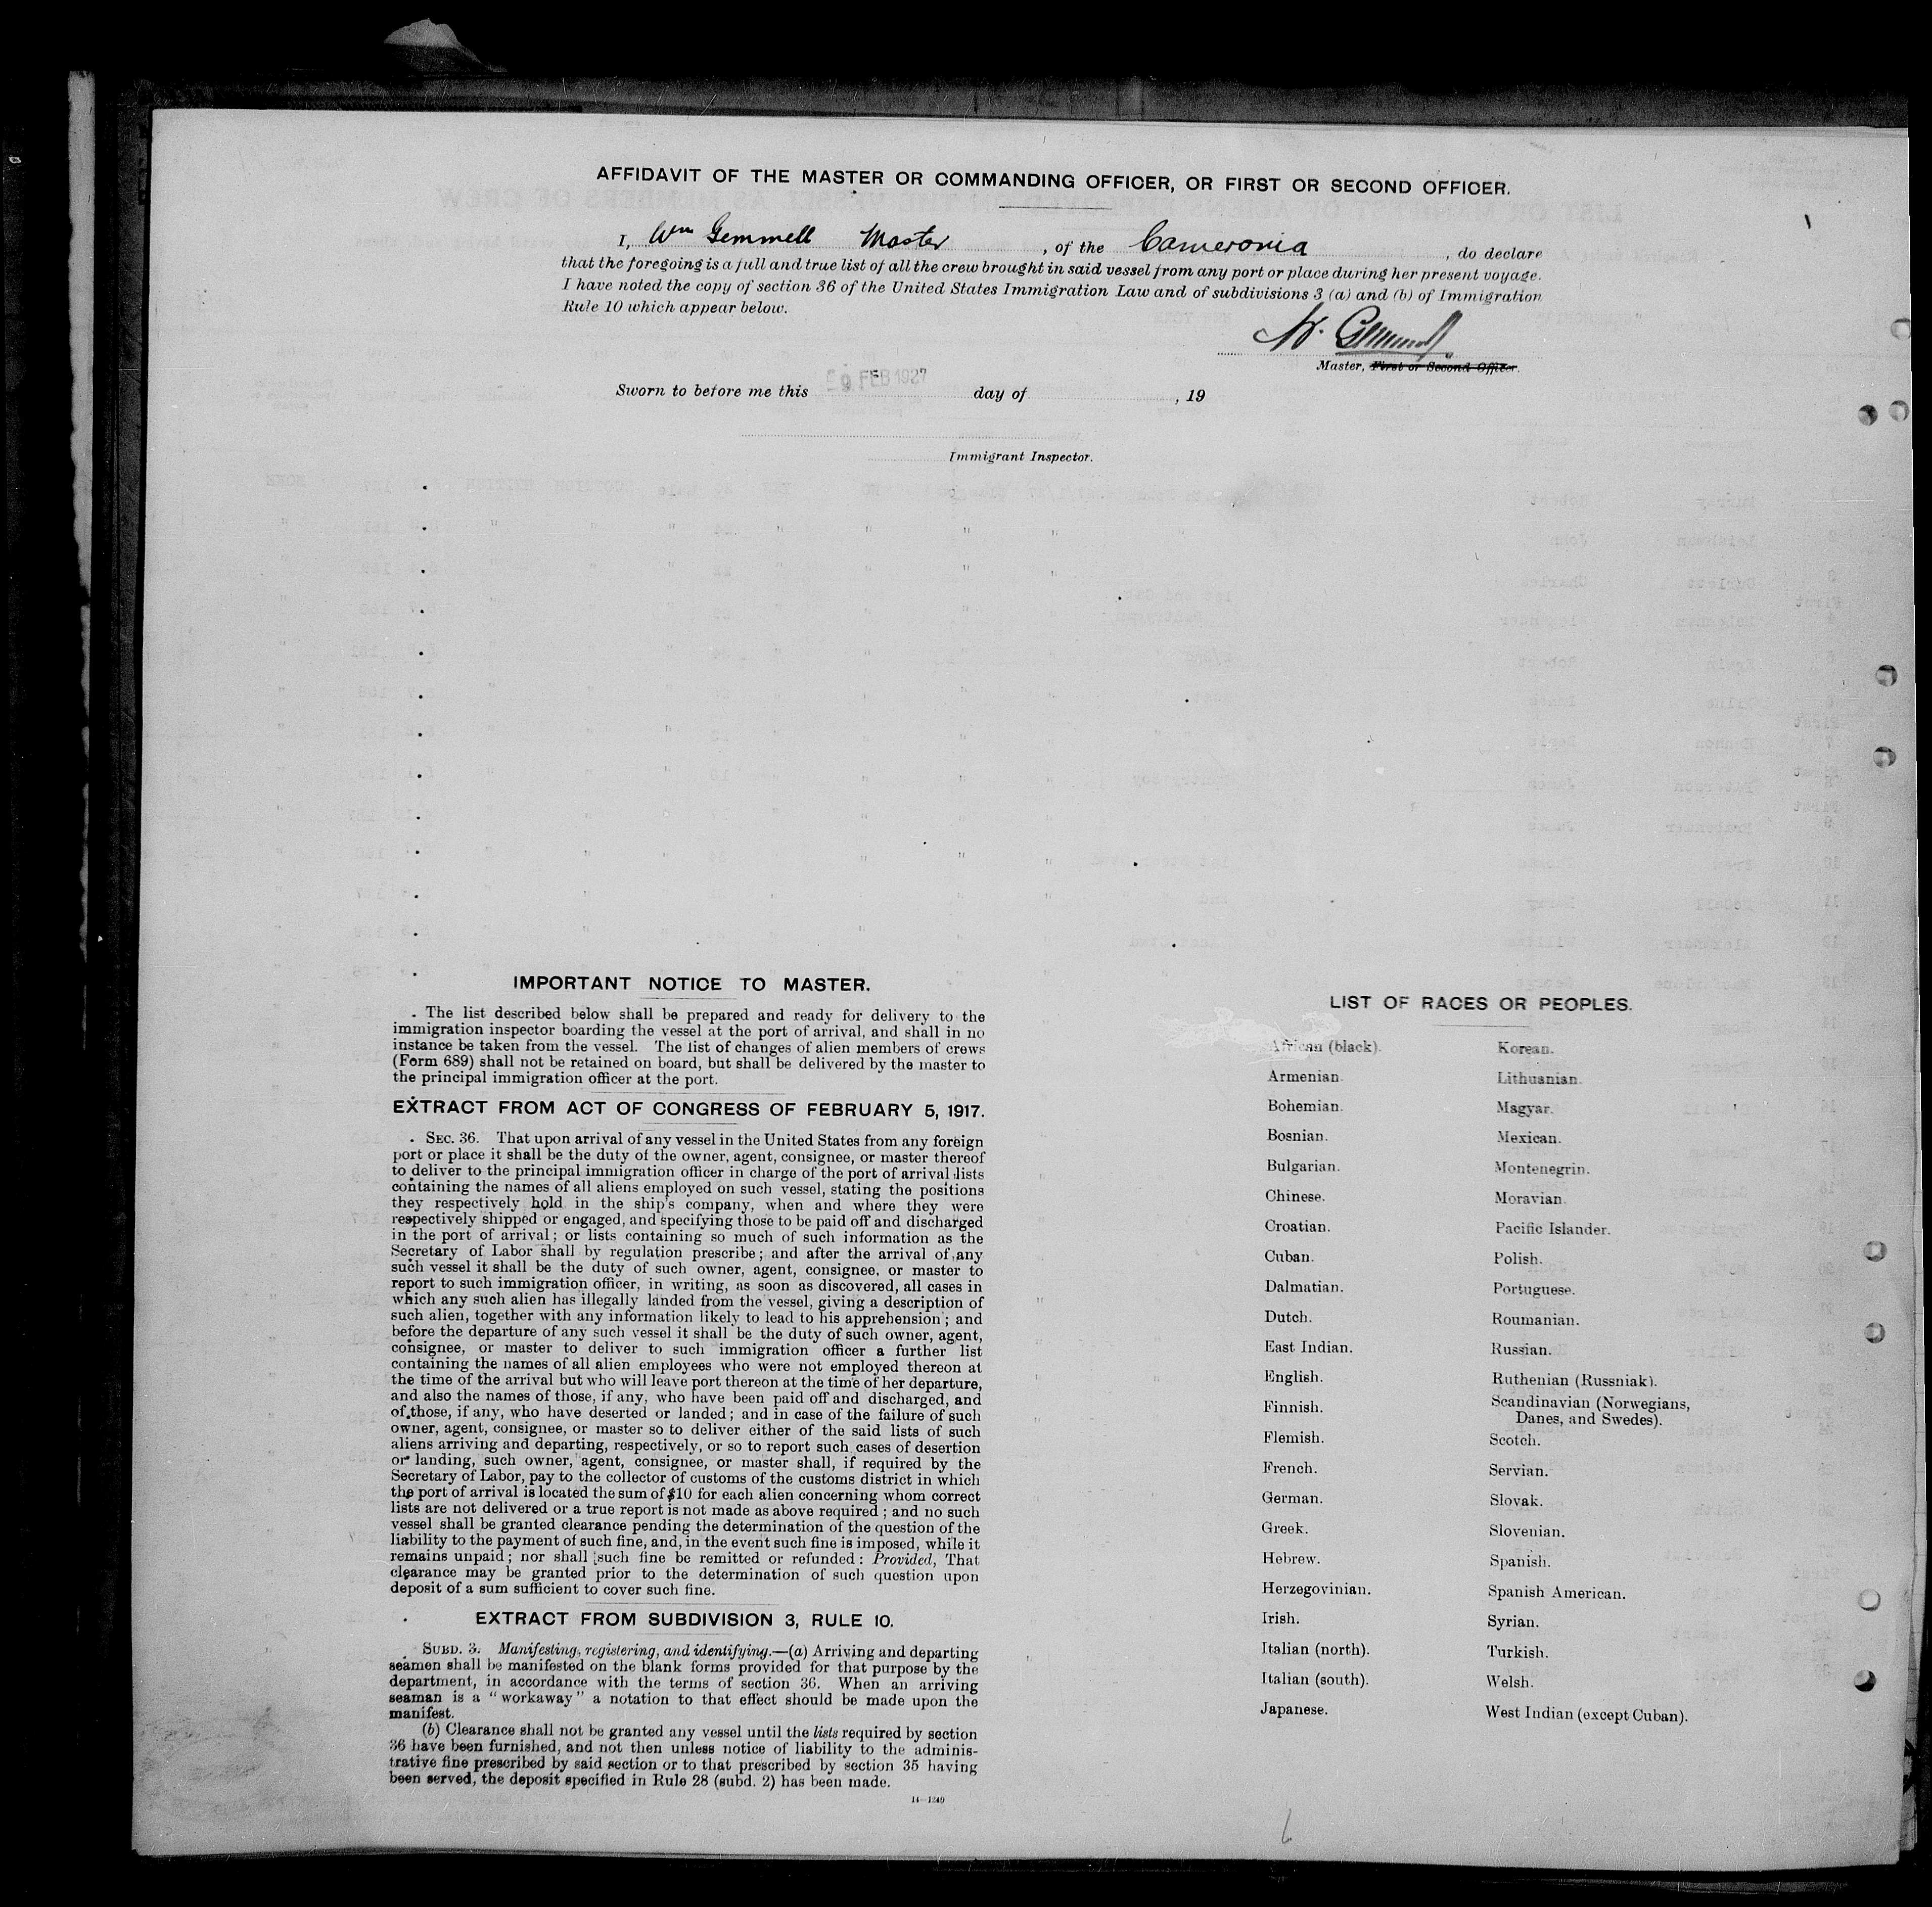 AFFIDAVIT OF THE MASTER OR COMMANDING OFFICER, OR FIRST OR SECOND OFFICER.
I, Wm Gemmell Master, of the Cameronia, do declare
that the foregoing is a full and true list of all the crew brought in said vessel from any port or place during her present voyage.
I have noted the copy of section 36 of the United States Immigration Law and of subdivisions 3 (a) and (b) of Immigration
Rule 10 which appear below.
W. Gemmell
Master, First or Second Officer.
Sworn to before me this 9 FEB 1927 day of , 19
Immigrant Inspector.
IMPORTANT NOTICE TO MASTER.
The list described below shall be prepared and ready for delivery to the
immigration inspector boarding the vessel at the port of arrival, and shall in no
instance be taken from the vessel. The list of changes of alien members of crews
(Form 689) shall not be retained on board, but shall be delivered by the master to
the principal immigration officer at the port.
EXTRACT FROM ACT OF CONGRESS OF FEBRUARY 5, 1917.
SEC. 36. That upon arrival of any vessel in the United States from any foreign
port or place it shall be the duty of the owner, agent, consignee, or master thereof
to deliver to the principal immigration officer in charge of the port of arrival lists
containing the names of all aliens employed on such vessel, stating the positions
they respectively hold in the ship's company, when and where they were
respectively shipped or engaged, and specifying those to be paid off and discharged
in the port of arrival; or lists containing so much of such information as the
Secretary of Labor shall by regulation prescribe; and after the arrival of any
such vessel it shall be the duty of such owner, agent, consignee, or master to
report to such immigration officer, in writing, as soon as discovered, all cases in
which any such alien has illegally landed from the vessel, giving a description of
such alien, together with any information likely to lead to his apprehension; and
before the departure of any such vessel it shall be the duty of such owner, agent,
consignee, or master to deliver to such immigration officer a further list
containing the names of all alien employees who were not employed thereon at
the time of the arrival but who will leave port thereon at the time of her departure,
and also the names of those, if any, who have been paid off and discharged, and
of those, if any, who have deserted or landed; and in case of the failure of such
owner, agent, consignee, or master so to deliver either of the said lists of such
aliens arriving and departing, respectively, or so to report such cases of desertion
or landing, such owner, agent, consignee, or master shall, if required by the
Secretary of Labor, pay to the collector of customs of the customs district in which
the port of arrival is located the sum of $10 for each alien concerning whom correct
lists are not delivered or a true report is not made as above required; and no such
vessel shall be granted clearance pending the determination of the question of the
liability to the payment of such fine, and, in the event such fine is imposed, while it
remains unpaid; nor shall such fine be remitted or refunded: Provided, That
clearance may be granted prior to the determination of such question upon
deposit of a sum sufficient to cover such fine.
EXTRACT FROM SUBDIVISION 3, RULE 10.
SUBD. 3. Manifesting, registering, and identifying.—(a) Arriving and departing
seamen shall be manifested on the blank forms provided for that purpose by the
department, in accordance with the terms of section 36. When an arriving
seaman is a "workaway" a notation to that effect should be made upon the
manifest.
(b) Clearance shall not be granted any vessel until the lists required by section
36 have been furnished, and not then unless notice of liability to the adminis-
trative fine prescribed by said section or to that prescribed by section 35 having
been served, the deposit specified in Rule 28 (subd. 2) has been made.
14—1249
LIST OF RACES OR PEOPLES.
African (black).
Armenian.
Bohemian.
Bosnian.
Bulgarian.
Chinese.
Croatian.
Cuban.
Dalmatian.
Dutch.
East Indian.
English.
Finnish.
Flemish.
French.
German.
Greek.
Hebrew.
Herzegovinian.
Irish.
Italian (north).
Italian (south).
Japanese.
Korean.
Lithuanian.
Magyar.
Mexican.
Montenegrin.
Moravian.
Pacific Islander.
Polish.
Portuguese.
Roumanian.
Russian.
Ruthenian (Russniak).
Scandinavian (Norwegians,
Danes, and Swedes).
Scotch.
Servian.
Slovak.
Slovenian.
Spanish.
Spanish American.
Syrian.
Turkish.
Welsh.
West Indian (except Cuban).